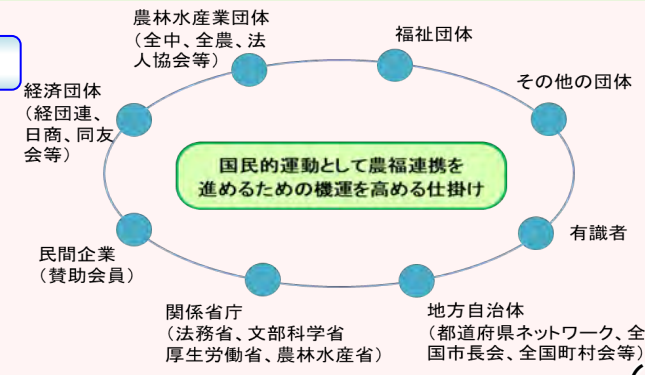 農林水産業団体
（全中、全農、法
人協会等）
福祉団体
その他の団体
経済団体
（経団連、
日商、同友
会等）
国民的運動として農福連携を
進めるための機運を高める仕掛け
有識者
民間企業
（賛助会員）
関係省庁
（法務省、文部科学省
厚生労働省、農林水産省）
地方自治体
（都道府県ネットワーク、全
国市長会、全国町村会等）